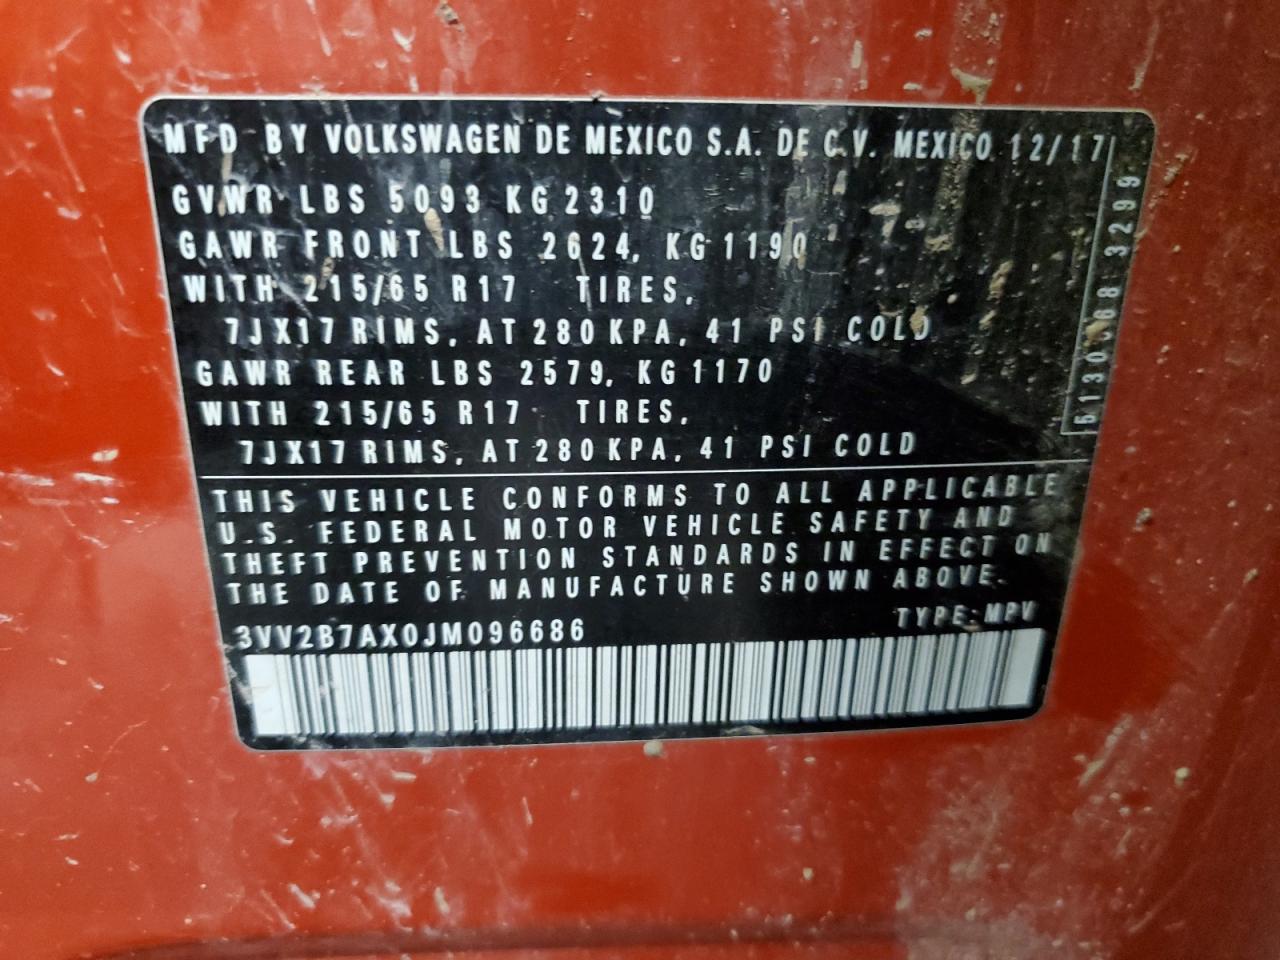 MFD BY VOLKSWAGEN DE MEXICO S.A. DE C.V. MEXICO 12/17
GVWR LBS 5093 KG 2310
GAWR FRONT LBS 2624, KG 1190
WITH 215/65 R17 TIRES,
7JX17 RIMS, AT 280 KPA, 41 PSI COLD
GAWR REAR LBS 2579, KG 1170
WITH 215/65 R17 TIRES,
7JX17 RIMS, AT 280 KPA, 41 PSI COLD
THIS VEHICLE CONFORMS TO ALL APPLICABLE
U.S. FEDERAL MOTOR VEHICLE SAFETY AND
THEFT PREVENTION STANDARDS IN EFFECT ON
THE DATE OF MANUFACTURE SHOWN ABOVE.
3VV2B7AX0JM096686 TYPE:MPV
3299